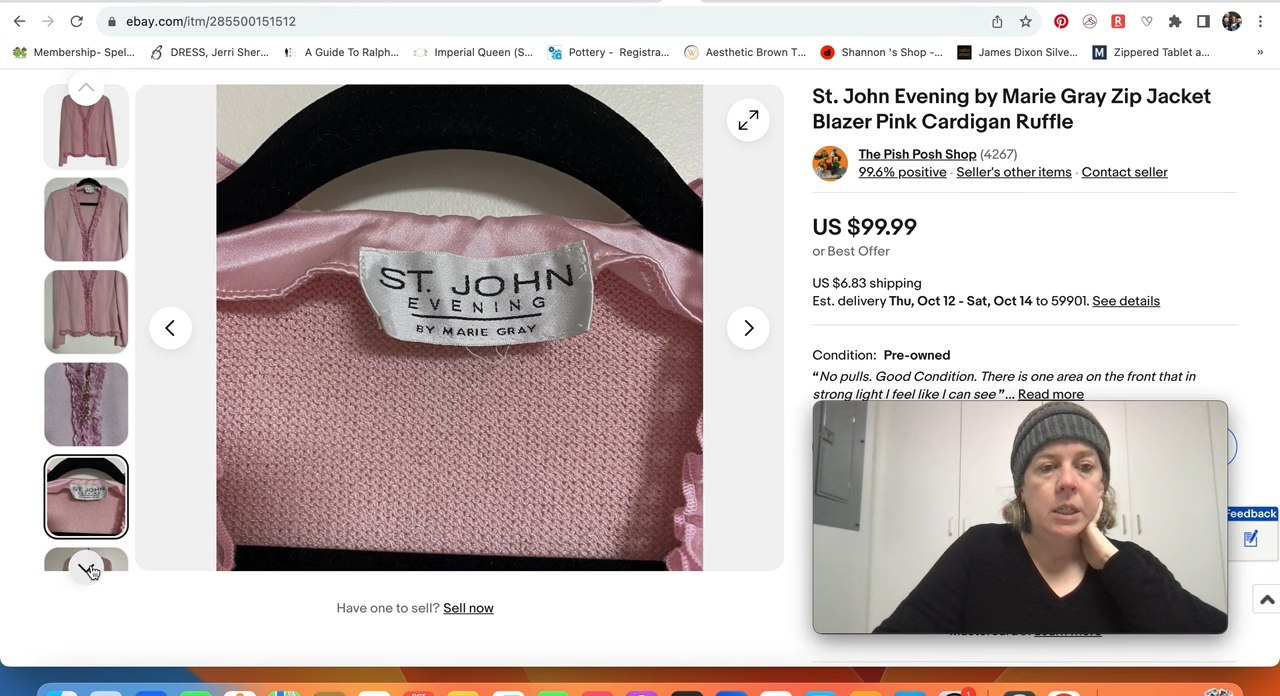 ebay.com/itm/285500151512
Membership- Spel...
DRESS, Jerri Sher...
A Guide To Ralph...
Imperial Queen (S...
Pottery - Registra...
Aesthetic Brown T...
Shannon 's Shop -...
James Dixon Silve...
M
Zippered Tablet a...
»
ST. JOHN
EVENING
BY MARIE GRAY
Have one to sell? Sell now
St. John Evening by Marie Gray Zip Jacket
Blazer Pink Cardigan Ruffle
The Pish Posh Shop (4267)
99.6% positive · Seller's other items · Contact seller
US $99.99
or Best Offer
US $6.83 shipping
Est. delivery Thu, Oct 12 - Sat, Oct 14 to 59901. See details
Condition: Pre-owned
“No pulls. Good Condition. There is one area on the front that in
strong light I feel like I can see”... Read more
Feedback